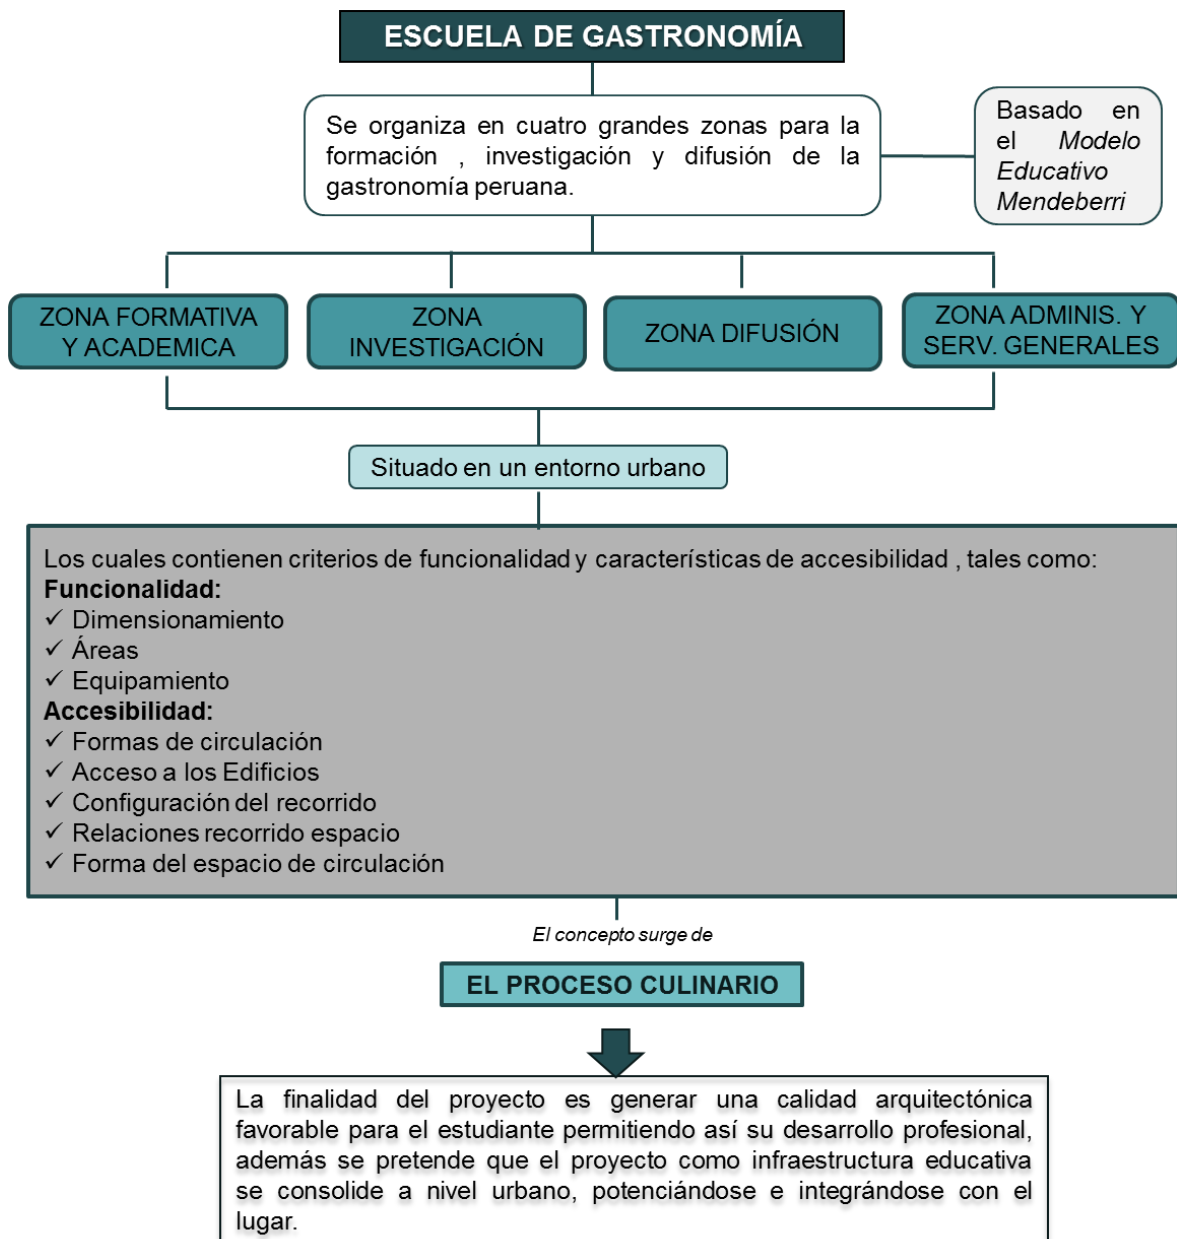 ESCUELA DE GASTRONOMÍA
Se organiza en cuatro grandes zonas para la
formación , investigación y difusión de la
gastronomía peruana.
Basado en
el Modelo
Educativo
Mendeberri
ZONA FORMATIVA
Y ACADEMICA
ZONA
INVESTIGACIÓN
ZONA DIFUSIÓN
ZONA ADMINIS. Y
SERV. GENERALES
Situado en un entorno urbano
Los cuales contienen criterios de funcionalidad y características de accesibilidad , tales como:
Funcionalidad:
✓ Dimensionamiento
✓ Áreas
✓ Equipamiento
Accesibilidad:
✓ Formas de circulación
✓ Acceso a los Edificios
✓ Configuración del recorrido
✓ Relaciones recorrido espacio
✓ Forma del espacio de circulación
El concepto surge de
EL PROCESO CULINARIO
La finalidad del proyecto es generar una calidad arquitectónica
favorable para el estudiante permitiendo así su desarrollo profesional,
además se pretende que el proyecto como infraestructura educativa
se consolide a nivel urbano, potenciándose e integrándose con el
lugar.